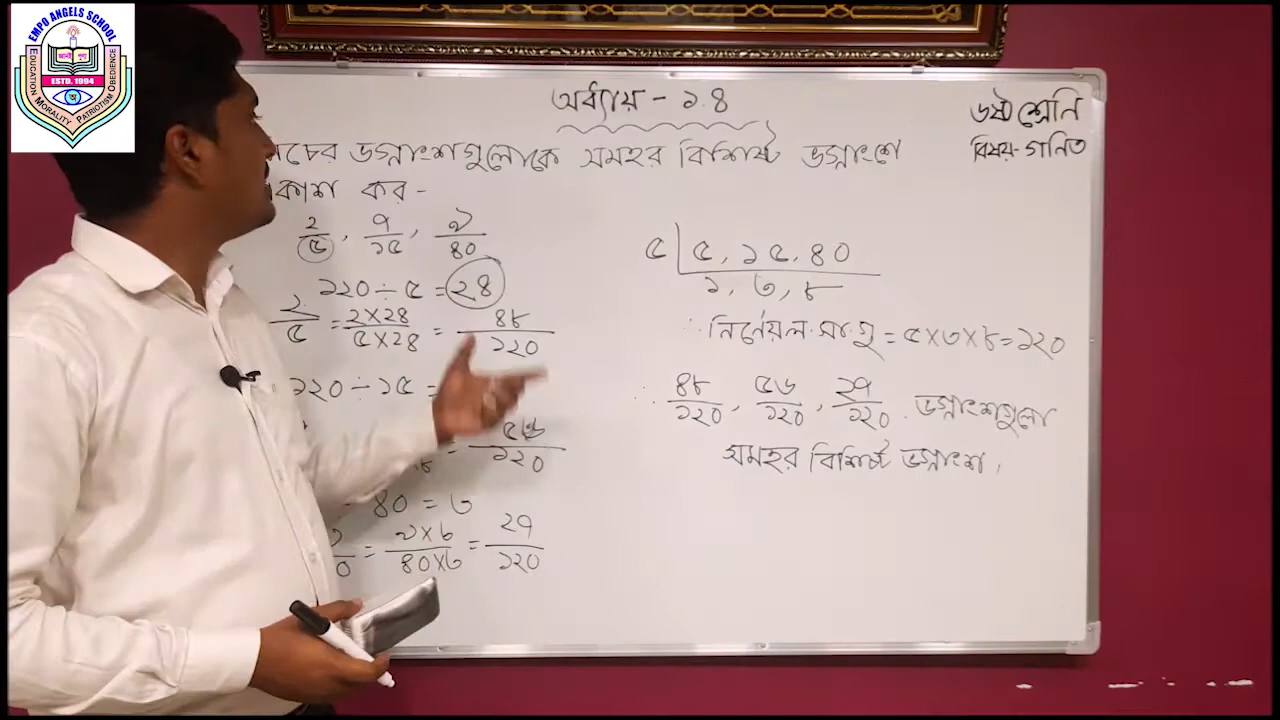 EMPO ANGELS SCHOOL
ESTD. 1994
EDUCATION MORALITY PATRIOTISM OBEDIENCE
অধ্যায় - ১.৪
৬ষ্ঠ শ্রেনি
বিষয়- গনিত
চের ভগ্নাংশগুলোকে সমহর বিশিষ্ট ভগ্নাংশে
কাশ কর -
২/৫, ৭/১৫, ৯/৪০
১২০ ÷ ৫ = ২৪
২/৫ = ২×২৪/৫×২৪ = ৪৮/১২০
১২০ ÷ ১৫ =
= ৫৬/১২০
৪০ = ৩
= ৯×৩/৪০×৩ = ২৭/১২০
৫ | ৫, ১৫, ৪০
১, ৩, ৮
∴ নির্নেয় ল.সা.গু = ৫×৩×৮=১২০
∴ ৪৮/১২০, ৫৬/১২০, ২৭/১২০ ভগ্নাংশগুলো
সমহর বিশিষ্ট ভগ্নাংশ।